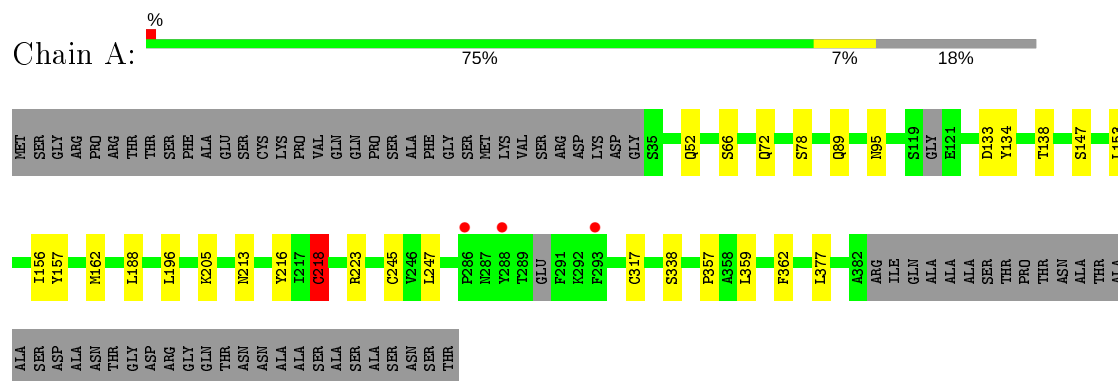 %
Chain A:
75% 7% 18%
MET SER GLY ARG PRO ARG THR THR SER PHE ALA GLU SER CYS LYS PRO VAL GLN GLN PRO SER ALA PHE GLY SER MET LYS VAL SER ARG ASP LYS ASP GLY S35 Q52 S66 Q72 S78 Q89 N95 S119 GLY E121 D133 Y134 T138 S147 L153
I156 Y157 M162 L188 L196 K205 N213 Y216 I217 C218 R223 C245 V246 L247 P286 N287 Y288 T289 GLU F291 K292 F293 C317 S338 P357 A358 L359 F362 L377 A382 ARG ILE GLN ALA ALA ALA SER THR PRO THR THR ASN ALA THR ALA
ALA SER ASP ALA ASN THR GLY ASP ARG GLY GLN THR ASN ASN ALA ALA SER ALA SER ALA SER ASN SER THR